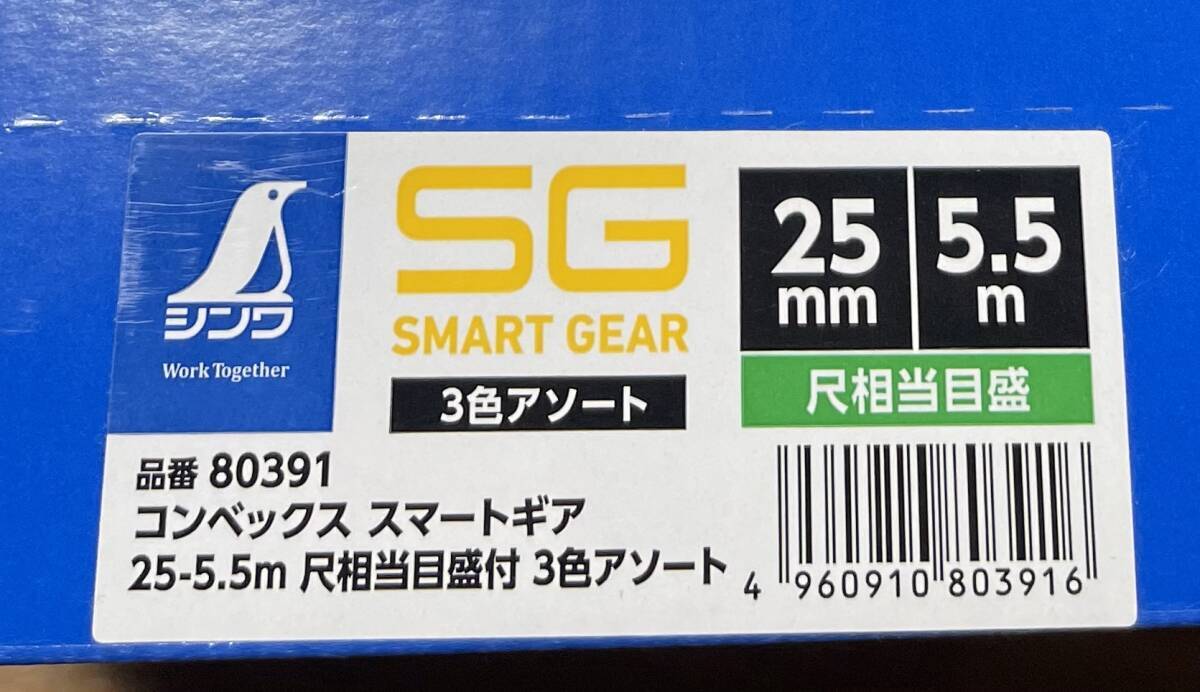 シンワ
Work Together
SG
SMART GEAR
3色アソート
25
mm
5.5
m
尺相当目盛
品番 80391
コンベックス スマートギア
25-5.5m 尺相当目盛付 3色アソート
4 960910 803916